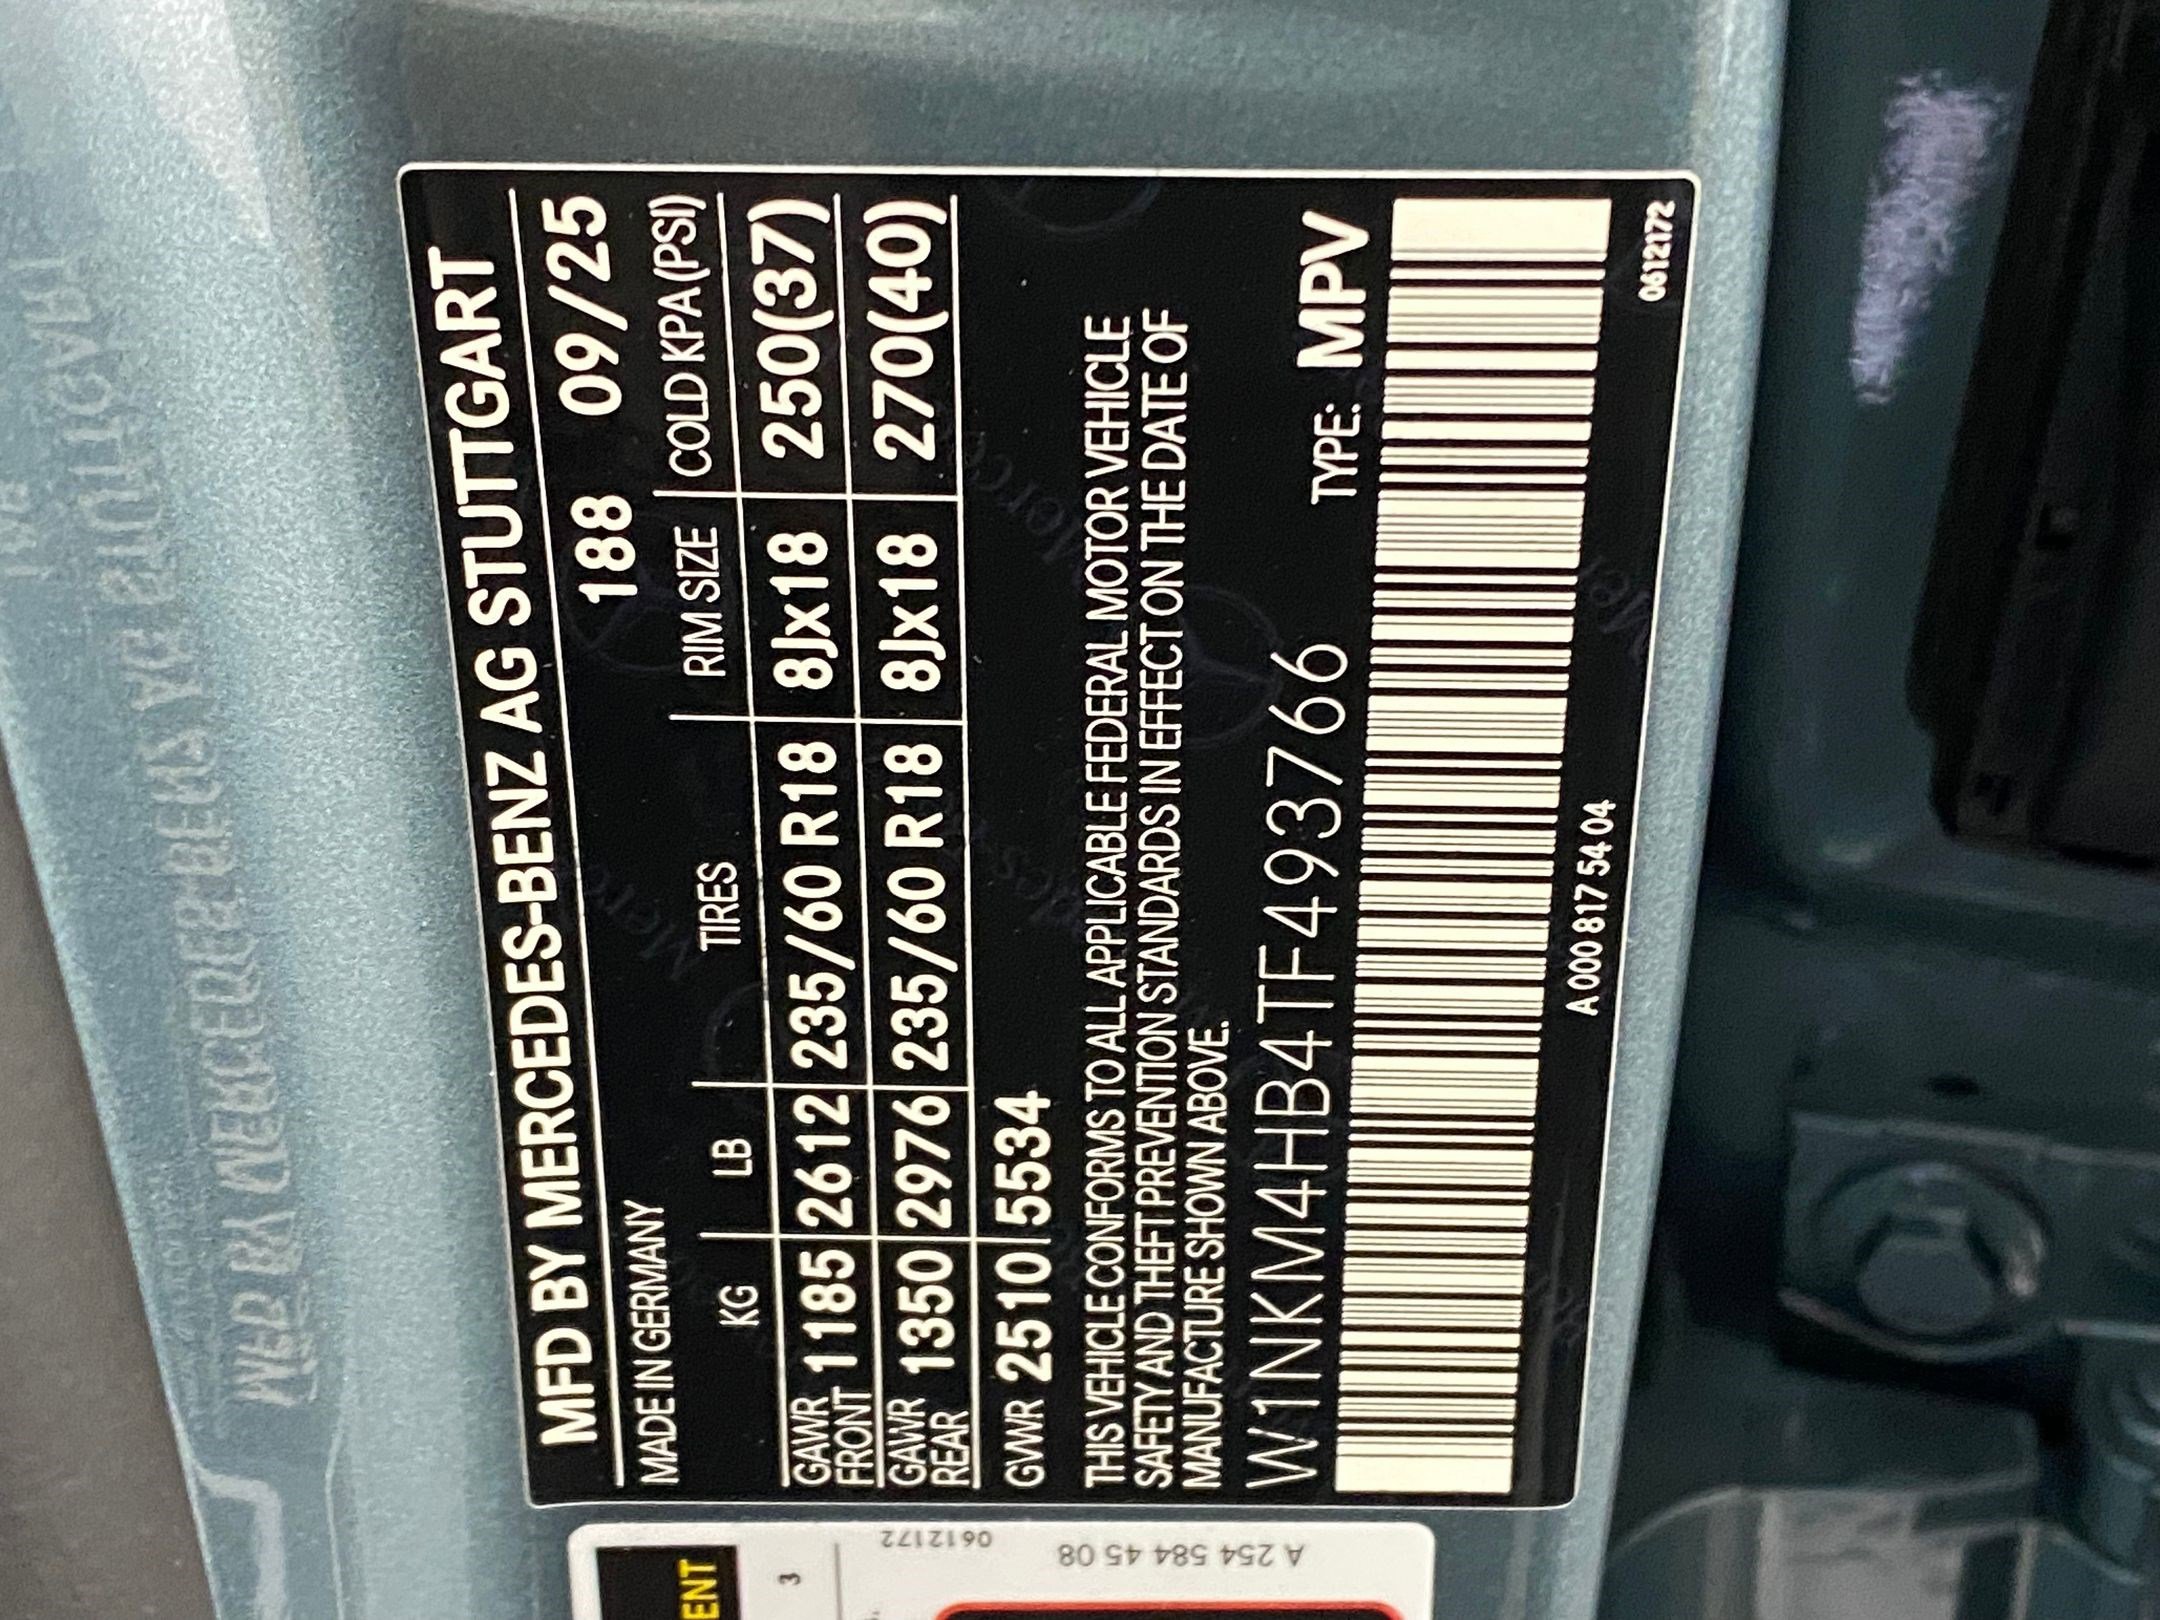 MFD BY MERCEDES-BENZ AG STUTTGART
188 09/25
MADE IN GERMANY
KG LB TIRES RIM SIZE COLD KPA(PSI)
GAWR FRONT 1185 2612 235/60 R18 8Jx18 250(37)
GAWR REAR 1350 2976 235/60 R18 8Jx18 270(40)
GVWR 2510 5534
THIS VEHICLE CONFORMS TO ALL APPLICABLE FEDERAL MOTOR VEHICLE
SAFETY AND THEFT PREVENTION STANDARDS IN EFFECT ON THE DATE OF
MANUFACTURE SHOWN ABOVE.
W1NKM4HB4TF493766 TYPE: MPV
A 000 817 54 04
0612172
ENT
3
0612172
A 254 584 45 08